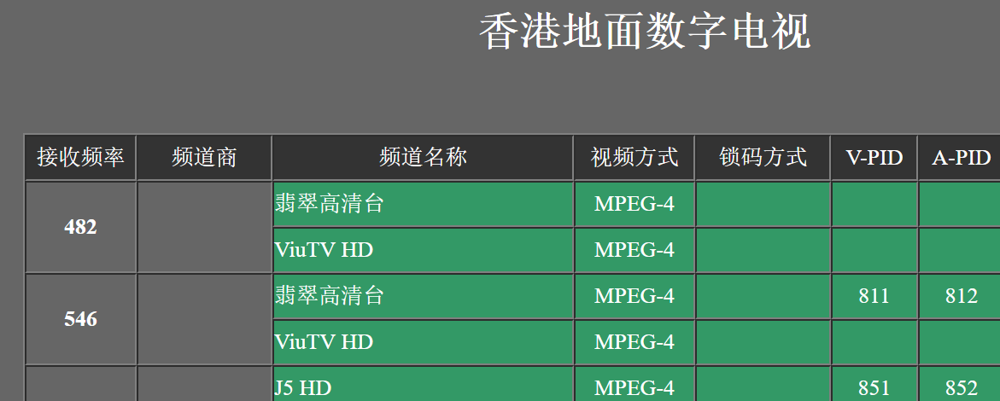 香港地面数字电视
接收频率 频道商 频道名称 视频方式 锁码方式 V-PID A-PID
482 翡翠高清台 MPEG-4
ViuTV HD MPEG-4
546 翡翠高清台 MPEG-4 811 812
ViuTV HD MPEG-4
J5 HD MPEG-4 851 852